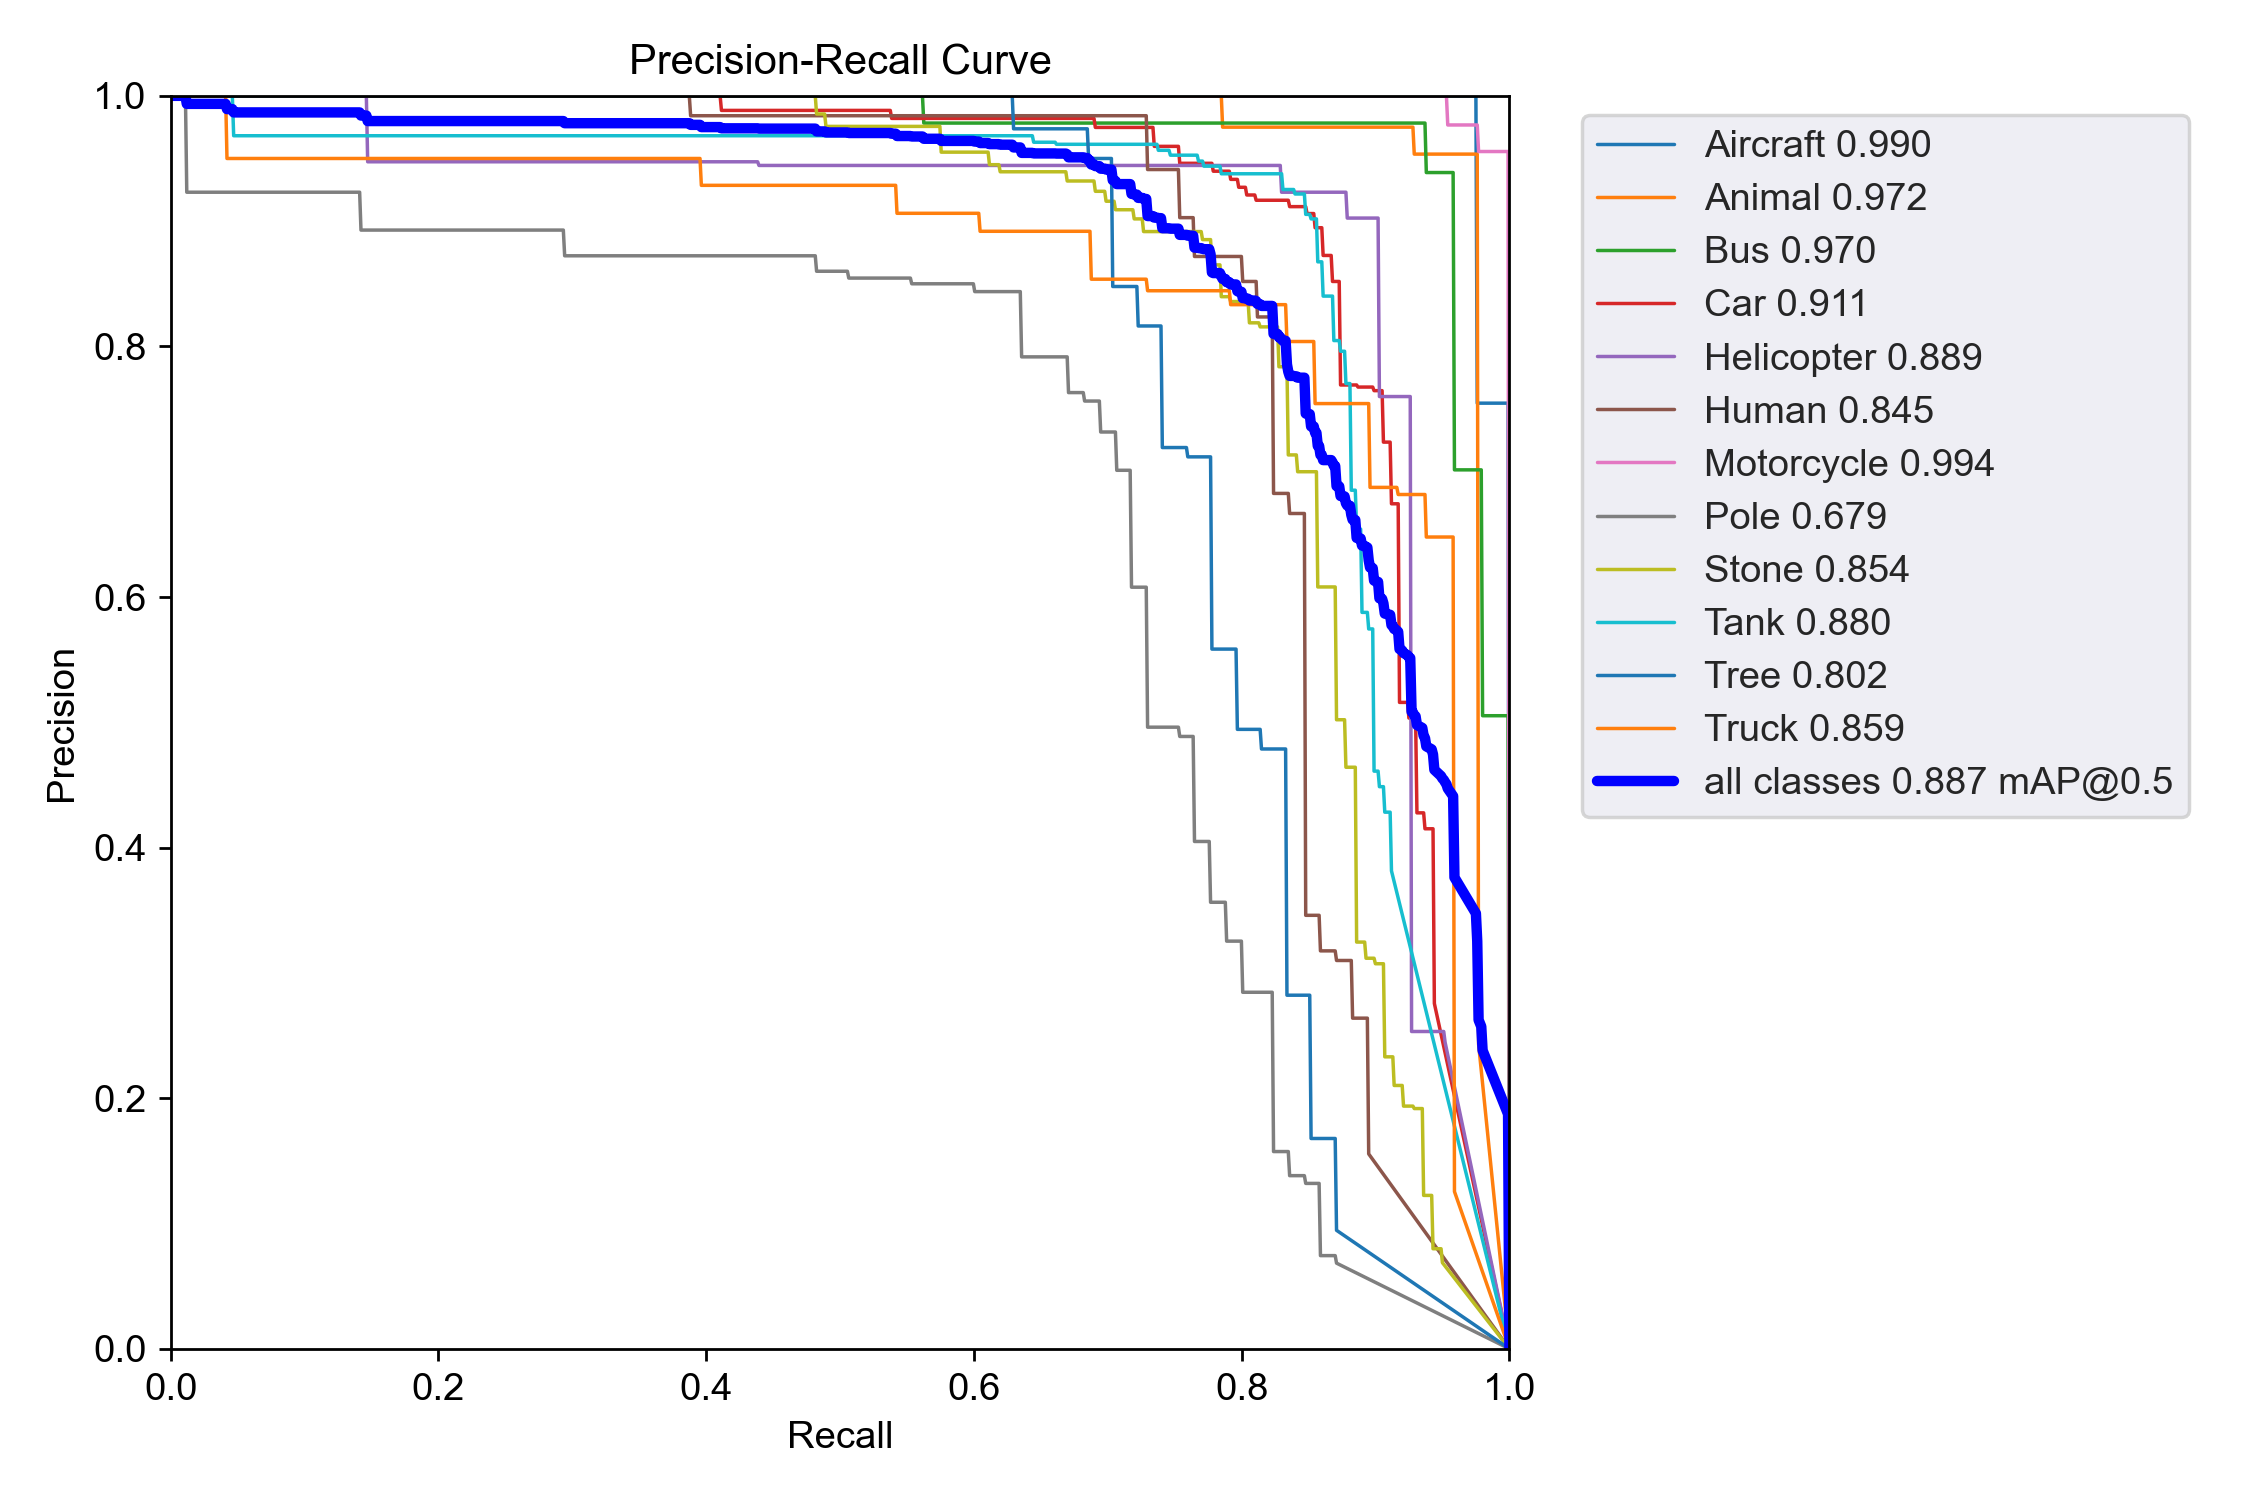 Precision-Recall Curve
1.0
0.8
0.6
0.4
0.2
0.0
Precision
0.0 0.2 0.4 0.6 0.8 1.0
Recall
Aircraft 0.990
Animal 0.972
Bus 0.970
Car 0.911
Helicopter 0.889
Human 0.845
Motorcycle 0.994
Pole 0.679
Stone 0.854
Tank 0.880
Tree 0.802
Truck 0.859
all classes 0.887 mAP@0.5